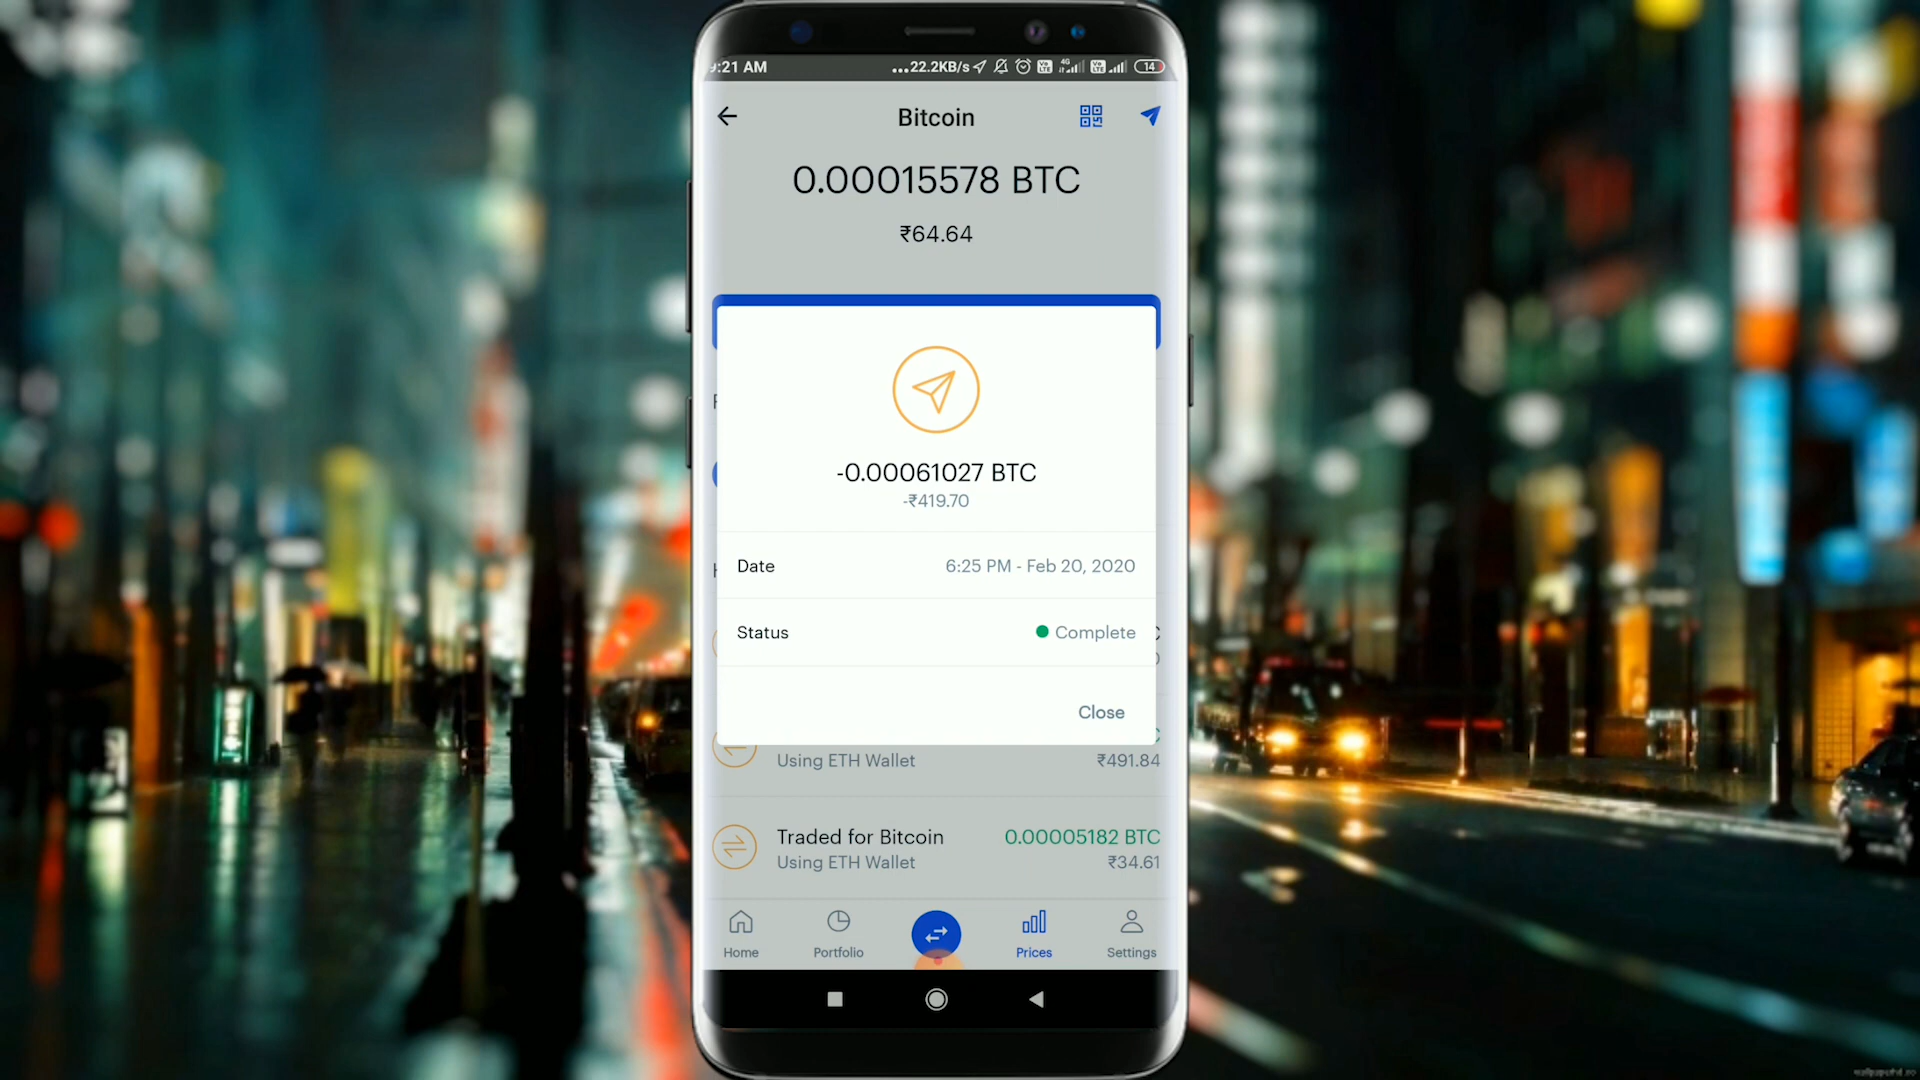 :21 AM ...22.2KB/s 14
Bitcoin
0.00015578 BTC
₹64.64
-0.00061027 BTC
-₹419.70
Date 6:25 PM - Feb 20, 2020
Status Complete
Close
Using ETH Wallet ₹491.84
Traded for Bitcoin 0.00005182 BTC
Using ETH Wallet ₹34.61
Home Portfolio Prices Settings